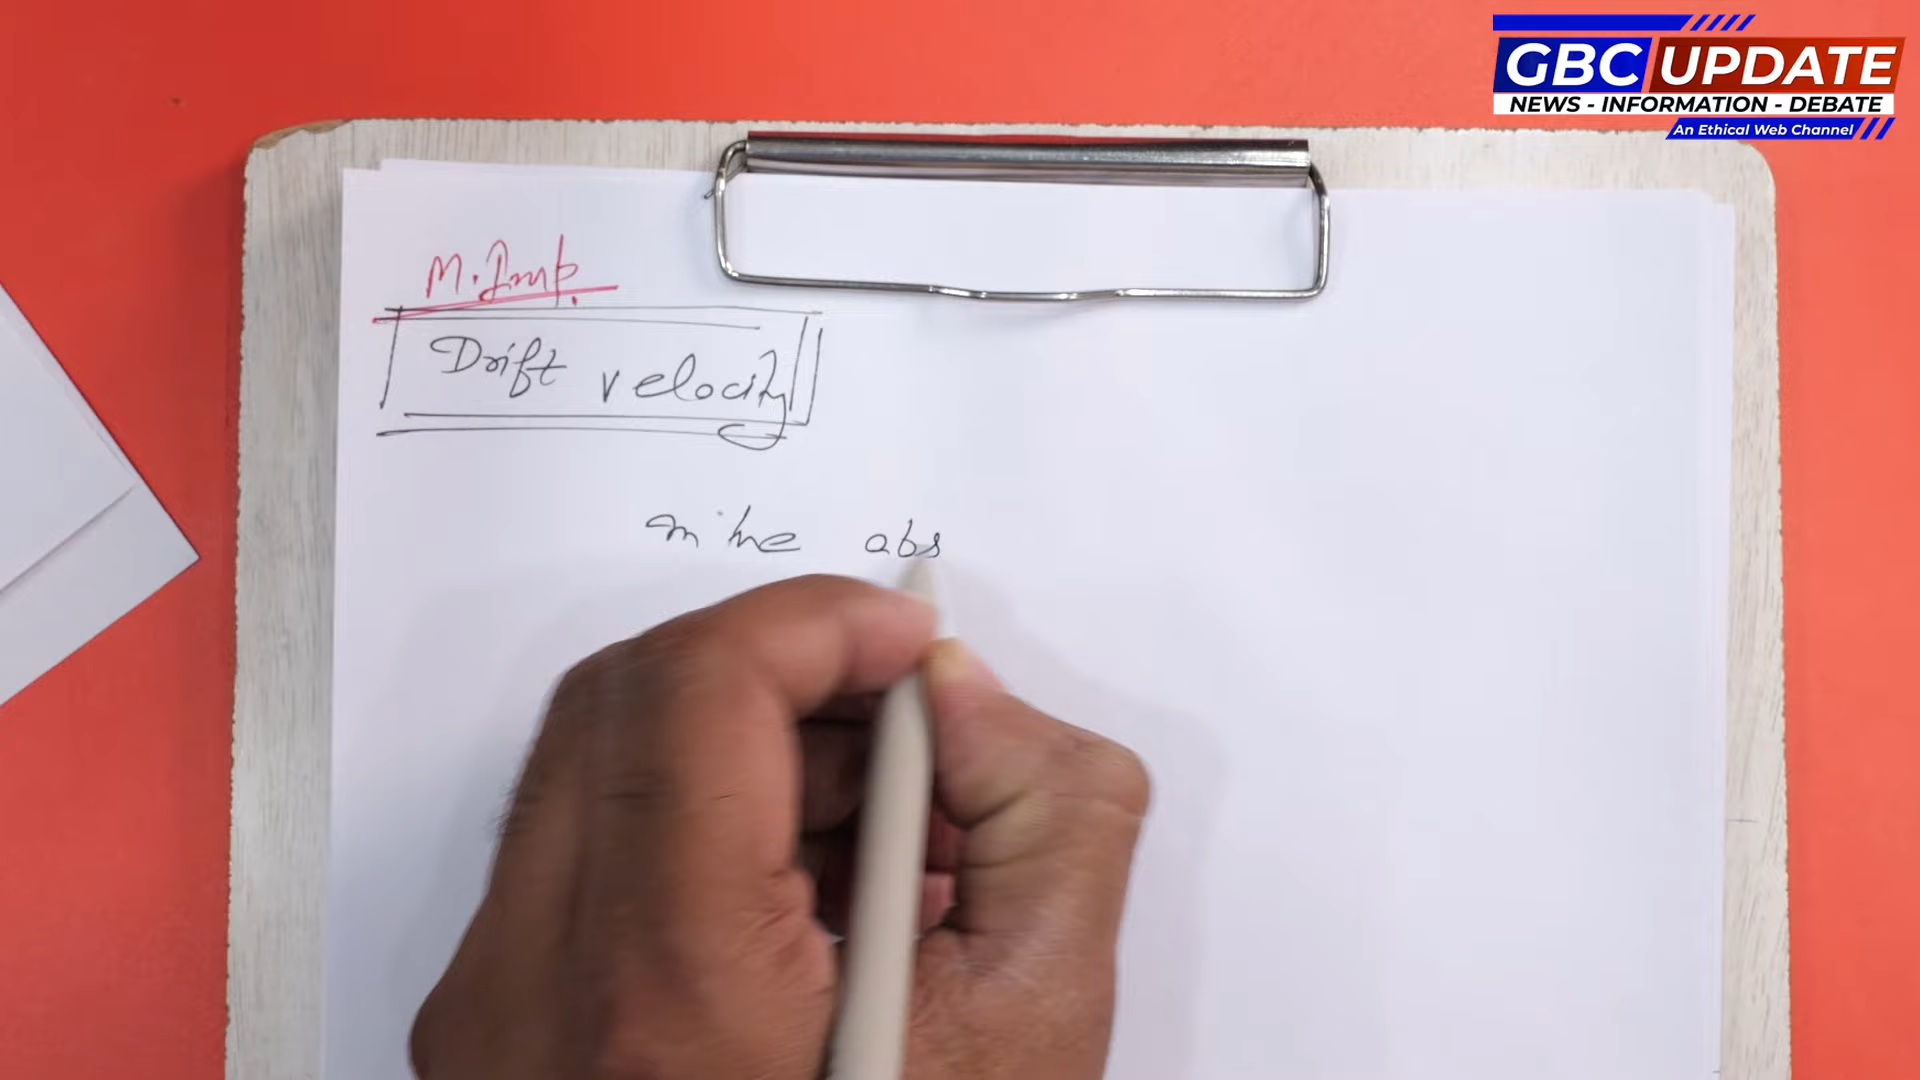 GBC UPDATE
NEWS - INFORMATION - DEBATE
An Ethical Web Channel
M. Imp.
Drift velocity
In the abs